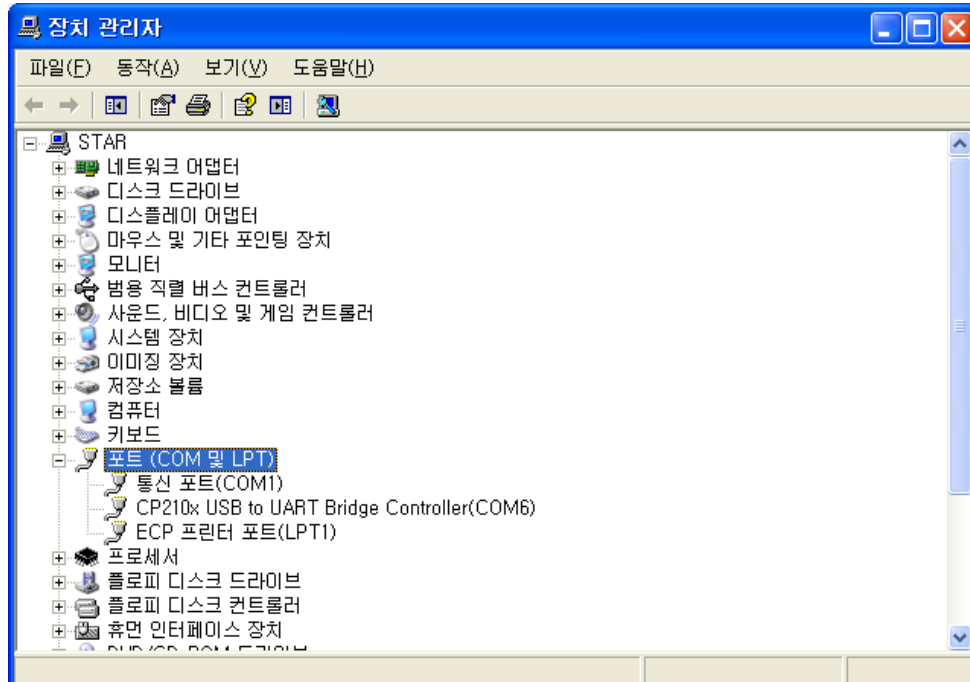 장치 관리자
파일(F) 동작(A) 보기(V) 도움말(H)
STAR
네트워크 어댑터
디스크 드라이브
디스플레이 어댑터
마우스 및 기타 포인팅 장치
모니터
범용 직렬 버스 컨트롤러
사운드, 비디오 및 게임 컨트롤러
시스템 장치
이미징 장치
저장소 볼륨
컴퓨터
키보드
포트 (COM 및 LPT)
통신 포트(COM1)
CP210x USB to UART Bridge Controller(COM6)
ECP 프린터 포트(LPT1)
프로세서
플로피 디스크 드라이브
플로피 디스크 컨트롤러
휴먼 인터페이스 장치